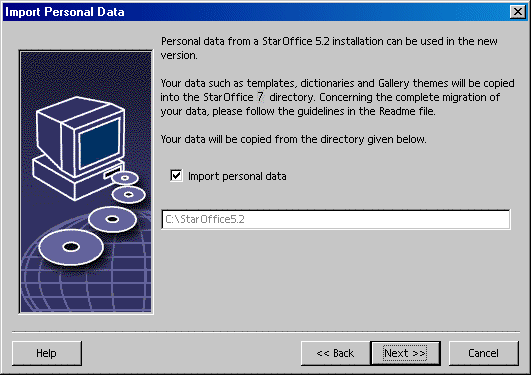 Import Personal Data
Personal data from a StarOffice 5.2 installation can be used in the new
version.
Your data such as templates, dictionaries and Gallery themes will be copied
into the StarOffice 7 directory. Concerning the complete migration of
your data, please follow the guidelines in the Readme file.
Your data will be copied from the directory given below.
Import personal data
C:\StarOffice5.2
Help
<< Back
Next >>
Cancel